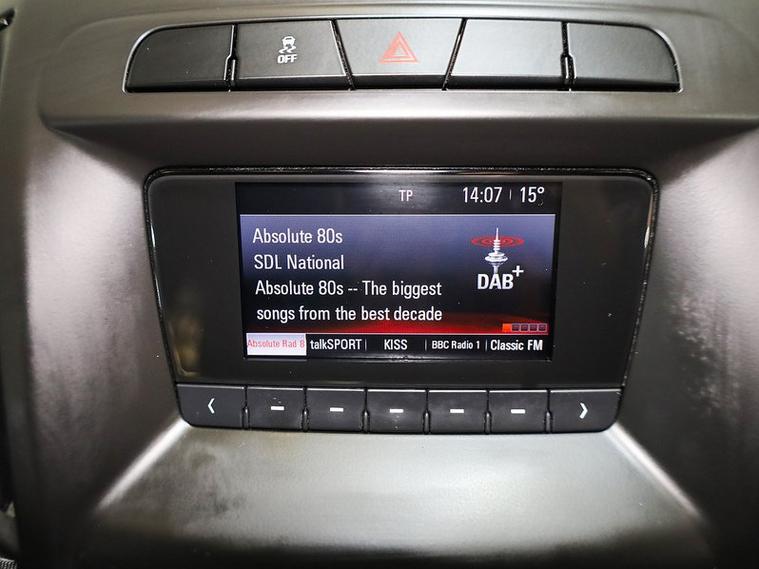 OFF
TP 14:07 15°
Absolute 80s
SDL National
Absolute 80s -- The biggest
songs from the best decade
DAB+
Absolute Rad 8 talkSPORT KISS BBC Radio 1 Classic FM